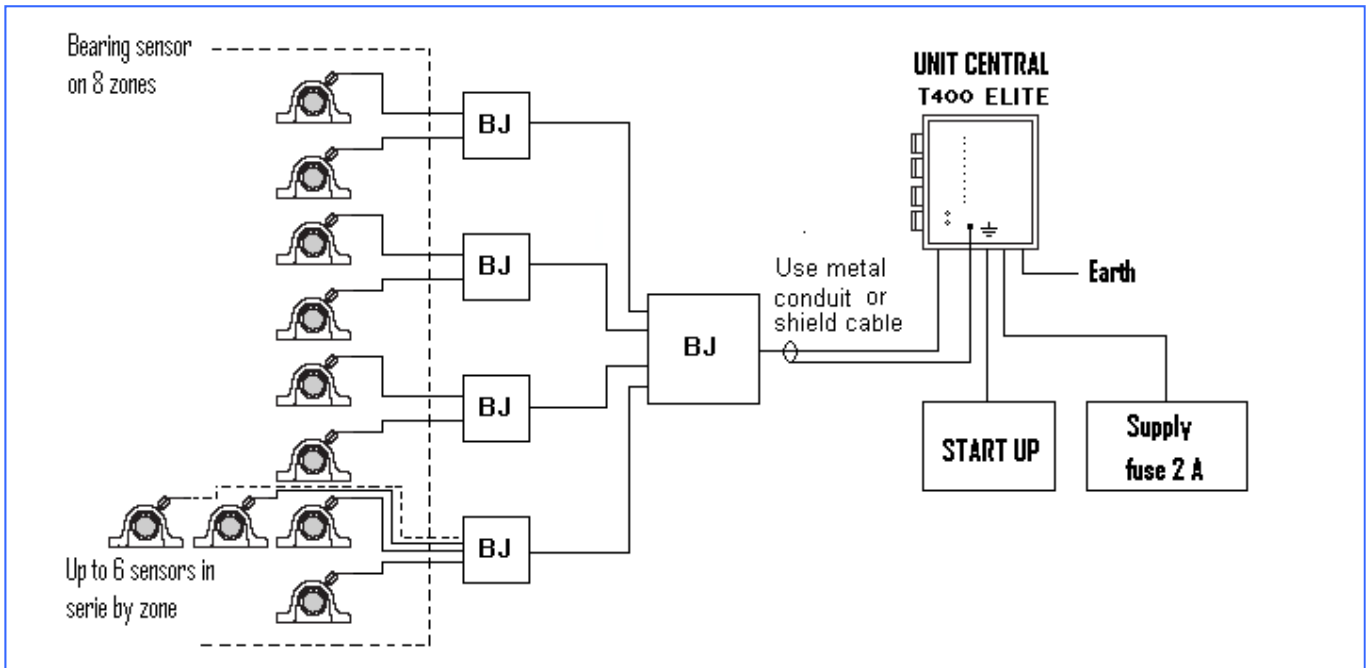 Bearing sensor
on 8 zones
UNIT CENTRAL
T400 ELITE
BJ
BJ
BJ
BJ
BJ
Use metal
conduit or
shield cable
Earth
START UP
Supply
fuse 2 A
Up to 6 sensors in
serie by zone